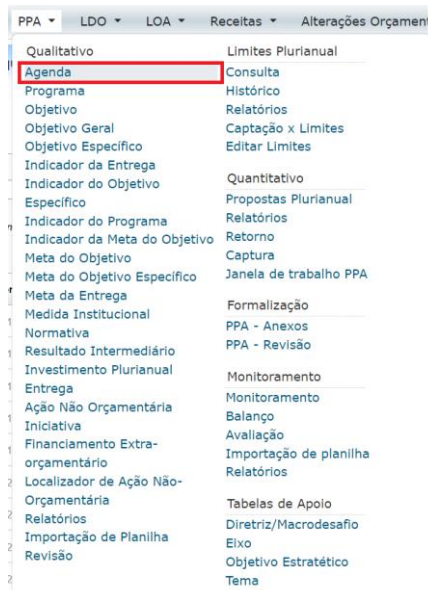 PPA LDO LOA Receitas Alterações Orçament
Qualitativo
Agenda
Programa
Objetivo
Objetivo Geral
Objetivo Específico
Indicador da Entrega
Indicador do Objetivo
Específico
Indicador do Programa
Indicador da Meta do Objetivo
Meta do Objetivo
Meta do Objetivo Específico
Meta da Entrega
Medida Institucional
Normativa
Resultado Intermediário
Investimento Plurianual
Entrega
Ação Não Orçamentária
Iniciativa
Financiamento Extra-
orçamentário
Localizador de Ação Não-
Orçamentária
Relatórios
Importação de Planilha
Revisão
Limites Plurianual
Consulta
Histórico
Relatórios
Captação x Limites
Editar Limites
Quantitativo
Propostas Plurianual
Relatórios
Retorno
Captura
Janela de trabalho PPA
Formalização
PPA - Anexos
PPA - Revisão
Monitoramento
Monitoramento
Balanço
Avaliação
Importação de planilha
Relatórios
Tabelas de Apoio
Diretriz/Macrodesafio
Eixo
Objetivo Estratético
Tema